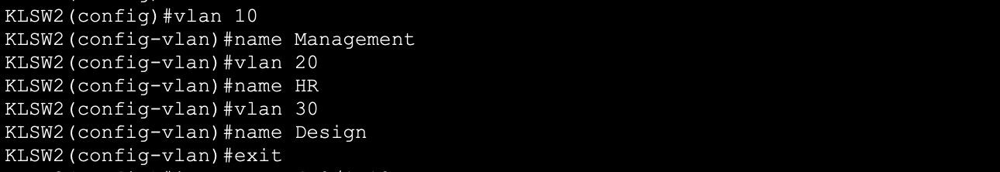 KLSW2(config)#vlan 10
KLSW2(config-vlan)#name Management
KLSW2(config-vlan)#vlan 20
KLSW2(config-vlan)#name HR
KLSW2(config-vlan)#vlan 30
KLSW2(config-vlan)#name Design
KLSW2(config-vlan)#exit